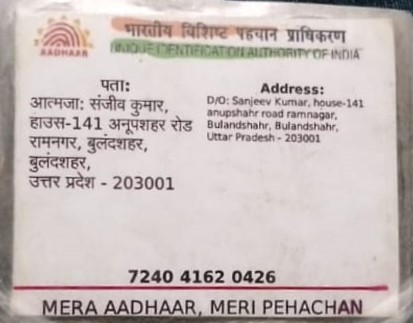 भारतीय विशिष्ट पहचान प्राधिकरण
UNIQUE IDENTIFICATION AUTHORITY OF INDIA
AADHAAR
पता:
आत्मजा: संजीव कुमार,
हाउस-141 अनूपशहर रोड
रामनगर, बुलंदशहर,
बुलंदशहर,
उत्तर प्रदेश - 203001
Address:
D/O: Sanjeev Kumar, house-141
anupshahr road ramnagar,
Bulandshahr, Bulandshahr,
Uttar Pradesh - 203001
7240 4162 0426
MERA AADHAAR, MERI PEHACHAN